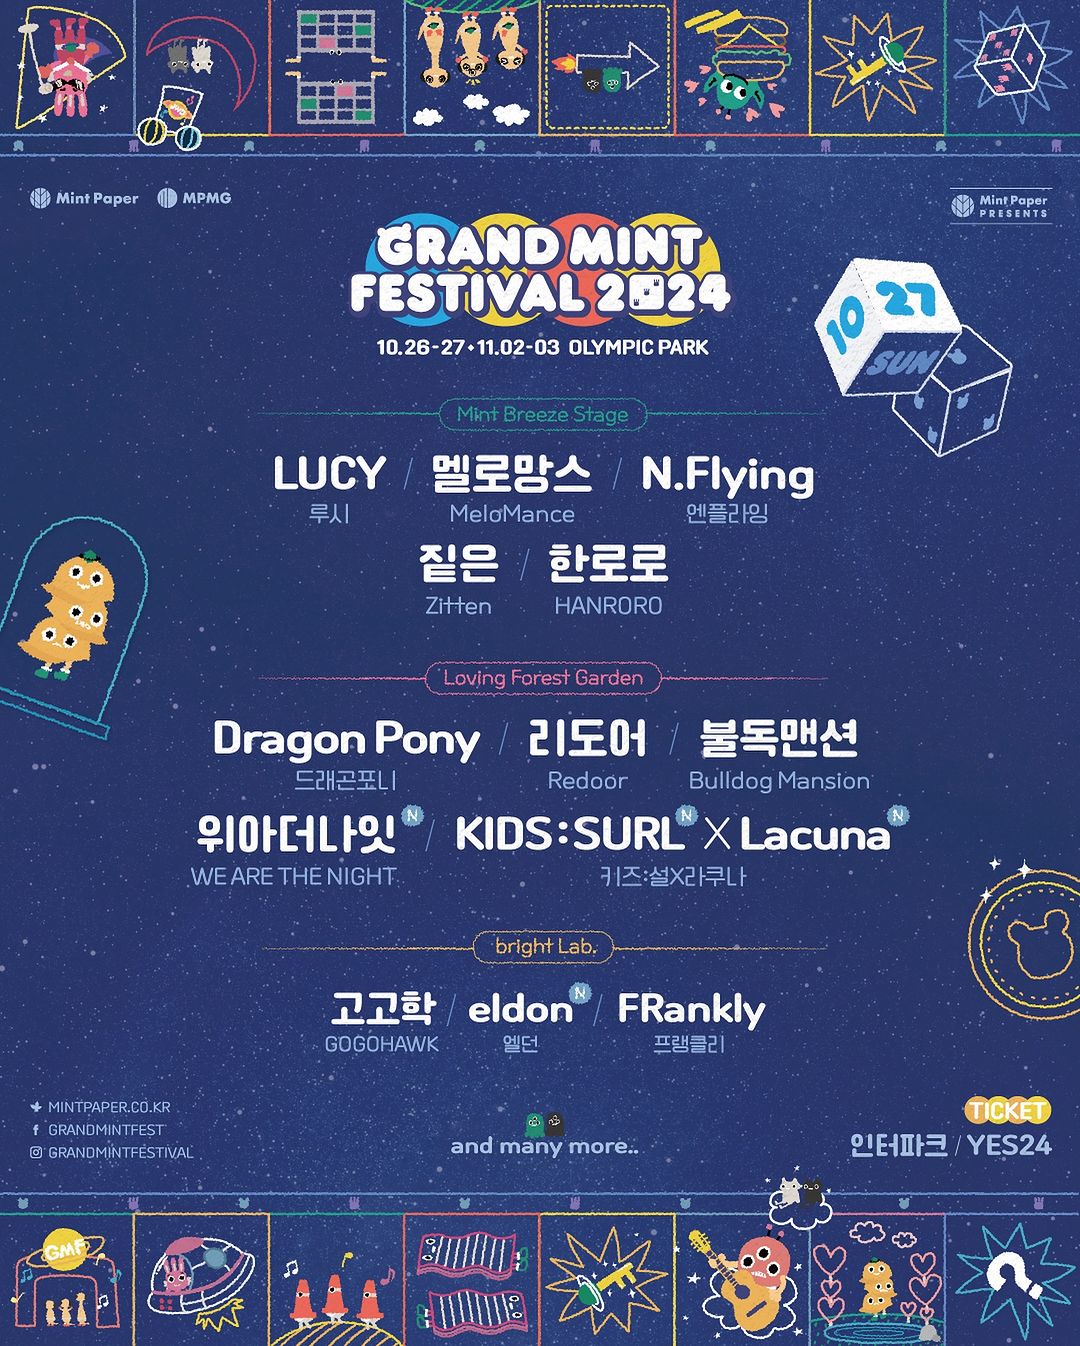 Mint Paper MPMG
Mint Paper
PRESENTS
GRAND MINT
FESTIVAL 2024
10.26-27•11.02-03 OLYMPIC PARK
10 27
SUN
Mint Breeze Stage
LUCY / 멜로망스 / N.Flying
루시 MeloMance 엔플라잉
짙은 / 한로로
Zitten HANRORO
Loving Forest Garden
Dragon Pony / 리도어 / 불독맨션
드래곤포니 Redoor Bulldog Mansion
위아더나잇 N / KIDS:SURL N X Lacuna N
WE ARE THE NIGHT 키즈:설X라쿠나
bright Lab.
고고학 / eldon N / FRankly
GOGOHAWK 엘던 프랭클리
MINTPAPER.CO.KR
GRANDMINTFEST
GRANDMINTFESTIVAL
and many more..
TICKET
인터파크 / YES24
GMF